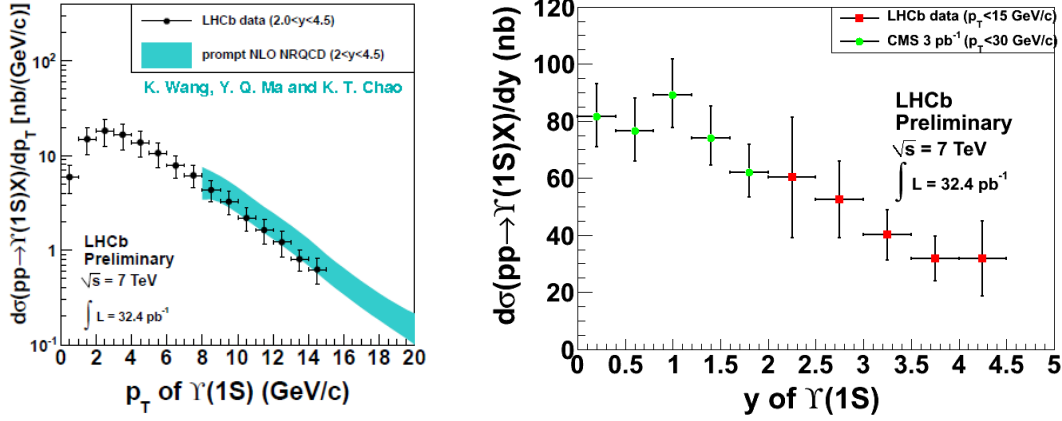 LHCb data (2.0<y<4.5)
prompt NLO NRQCD (2<y<4.5)
K. Wang, Y. Q. Ma and K. T. Chao
dσ(pp→ϒ(1S)X)/dp_T [nb/(GeV/c)]
10²
10
1
10⁻¹
LHCb
Preliminary
√s = 7 TeV
∫ L = 32.4 pb⁻¹
0 2 4 6 8 10 12 14 16 18 20
p_T of ϒ(1S) (GeV/c)
LHCb data (p_T<15 GeV/c)
CMS 3 pb⁻¹ (p_T<30 GeV/c)
dσ(pp→ϒ(1S)X)/dy (nb)
120
100
80
60
40
20
0
LHCb
Preliminary
√s = 7 TeV
∫ L = 32.4 pb⁻¹
0 0.5 1 1.5 2 2.5 3 3.5 4 4.5 5
y of ϒ(1S)